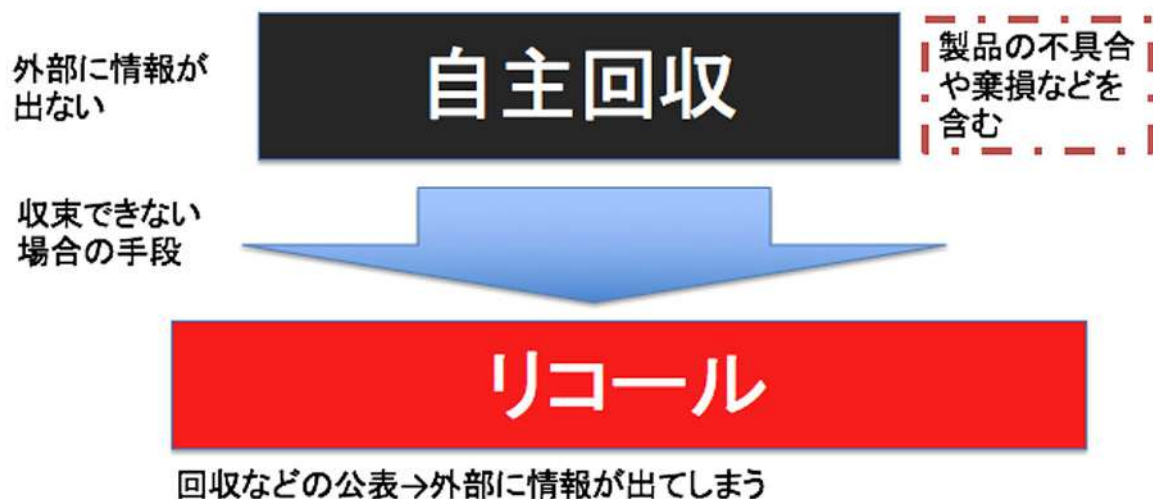 外部に情報が
出ない
自主回収
製品の不具合
や棄損などを
含む
収束できない
場合の手段
リコール
回収などの公表→外部に情報が出てしまう